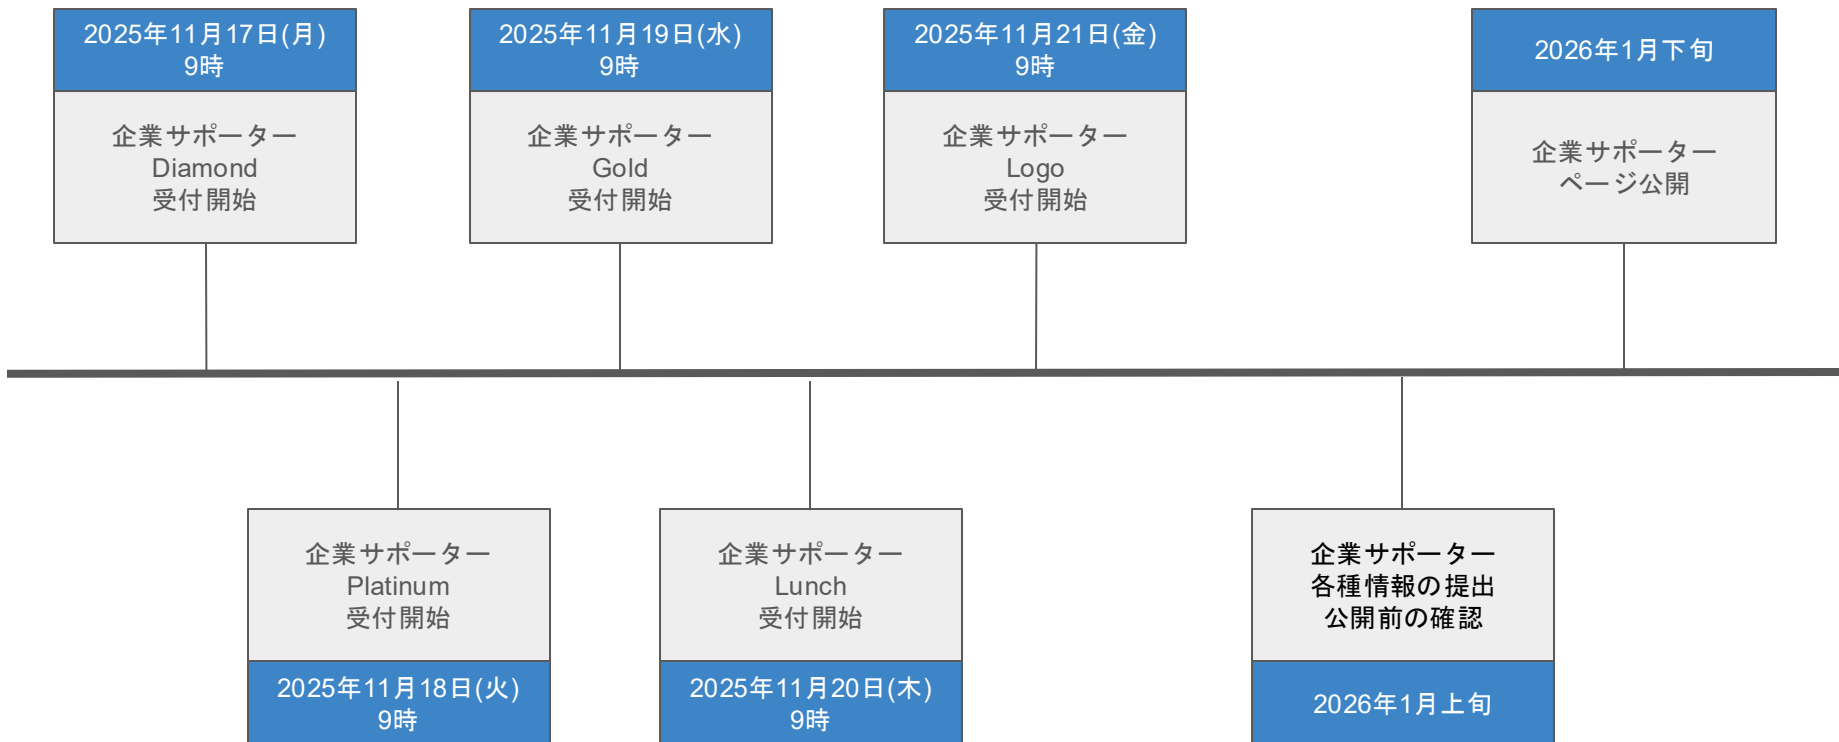 2025年11月17日(月)
9時
企業サポーター
Diamond
受付開始
2025年11月19日(水)
9時
企業サポーター
Gold
受付開始
2025年11月21日(金)
9時
企業サポーター
Logo
受付開始
2026年1月下旬
企業サポーター
ページ公開
企業サポーター
Platinum
受付開始
2025年11月18日(火)
9時
企業サポーター
Lunch
受付開始
2025年11月20日(木)
9時
企業サポーター
各種情報の提出
公開前の確認
2026年1月上旬